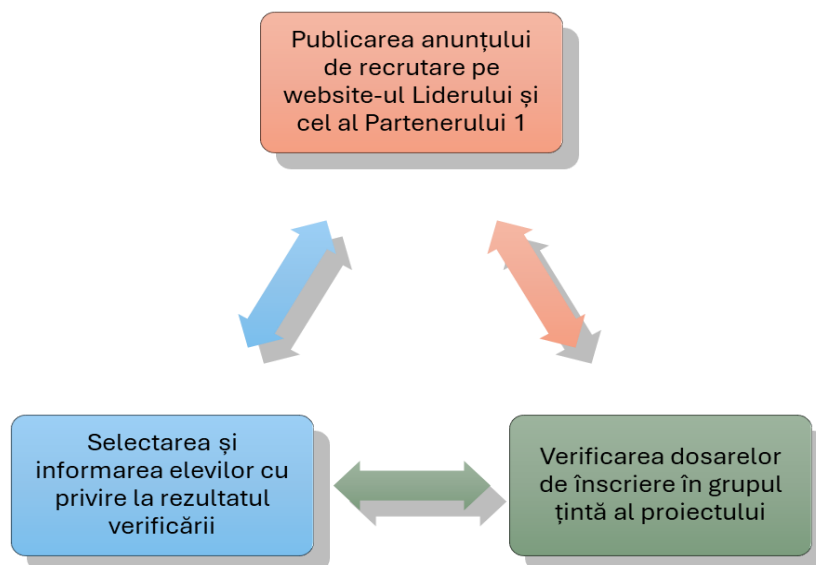 Publicarea anunțului
de recrutare pe
website-ul Liderului și
cel al Partenerului 1
Selectarea și
informarea elevilor cu
privire la rezultatul
verificării
Verificarea dosarelor
de înscriere în grupul
țintă al proiectului